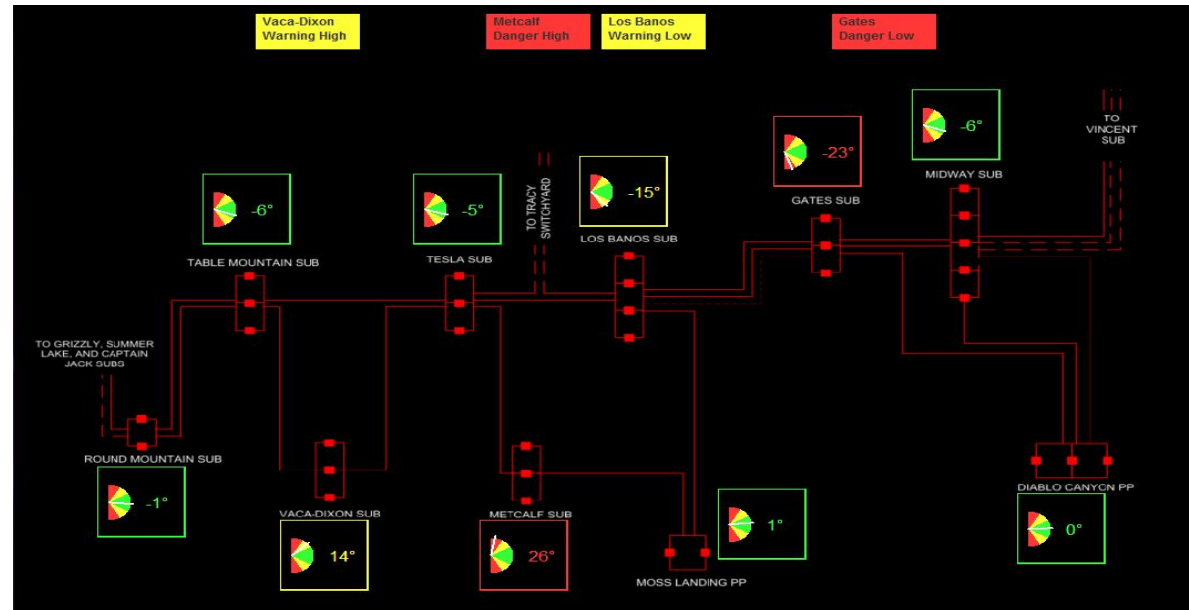 Vaca-Dixon
Warning High
Metcalf
Danger High
Los Banos
Warning Low
Gates
Danger Low
-6°
TO
VINCENT
SUB
-23°
MIDWAY SUB
-15°
TO TRACY
SWITCHYARD
-6°
-5°
GATES SUB
LOS BANOS SUB
TABLE MOUNTAIN SUB
TESLA SUB
TO GRIZZLY, SUMMER
LAKE, AND CAPTAIN
JACK SUBS
ROUND MOUNTAIN SUB
-1°
VACA-DIXON SUB
14°
METCALF SUB
26°
1°
MOSS LANDING PP
DIABLO CANYON PP
0°